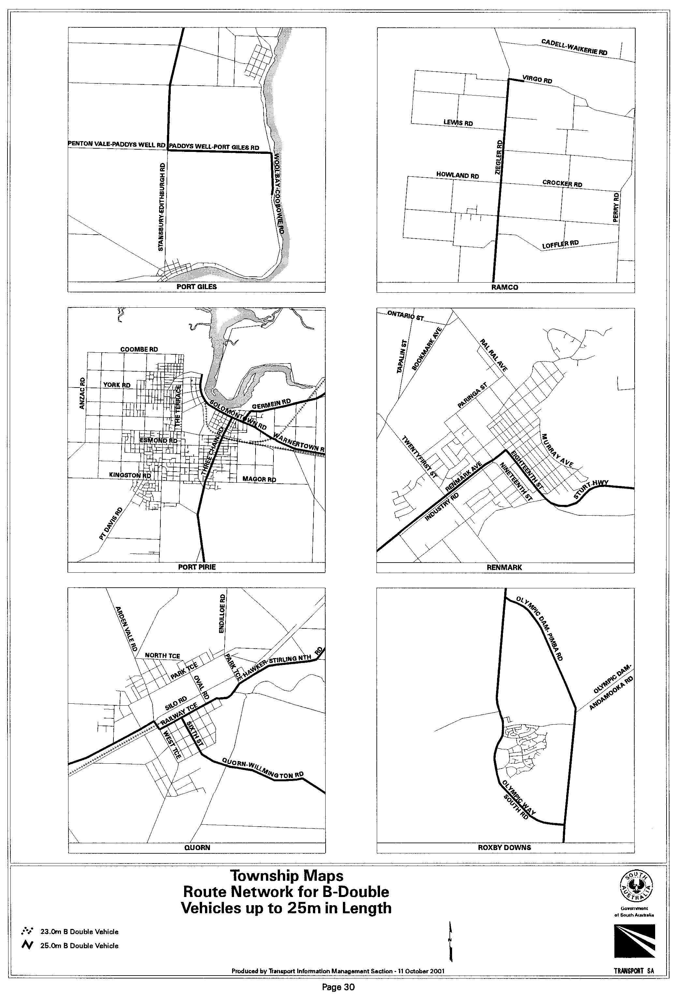 PENTON VALE-PADDYS WELL RD
PADDYS WELL-PORT GILES RD
WOOL BAY-COOBOWIE RD
STANSBURY-EDITHBURGH RD
PORT GILES
CADELL-WAIKERIE RD
VIRGO RD
LEWIS RD
ZIEGLER RD
HOWLAND RD
CROCKER RD
PERRY RD
LOFFLER RD
RAMCO
COOMBE RD
YORK RD
ANZAC RD
THE TERRACE
SOLOMONTOWN RD
GERMEIN RD
ESMOND RD
THREE CHAIN RD
WARNERTOWN R
KINGSTON RD
MAGOR RD
PT DAVIS RD
PORT PIRIE
ONTARIO ST
TAPALIN ST
BOOKMARK AVE
RAL RAL AVE
PARINGA ST
TWENTYFIRST ST
MURRAY AVE
EIGHTEENTH ST
NINETEENTH ST
RENMARK AVE
INDUSTRY RD
STURT HWY
RENMARK
ARDEN VALE RD
ENDILLOE RD
NORTH TCE
PARK TCE
PARK TCE
HAWKER-STIRLING NTH RD
OVAL RD
SILO RD
RAILWAY TCE
SIXTH ST
WEST TCE
QUORN-WILLMINGTON RD
QUORN
OLYMPIC DAM-PIMBA RD
OLYMPIC DAM-
ANDAMOOKA RD
OLYMPIC WAY
SOUTH RD
ROXBY DOWNS
Township Maps
Route Network for B-Double
Vehicles up to 25m in Length
23.0m B Double Vehicle
25.0m B Double Vehicle
N
SOUTH
AUSTRALIA
Government
of South Australia
TRANSPORT SA
Produced by Transport Information Management Section - 11 October 2001
Page 30